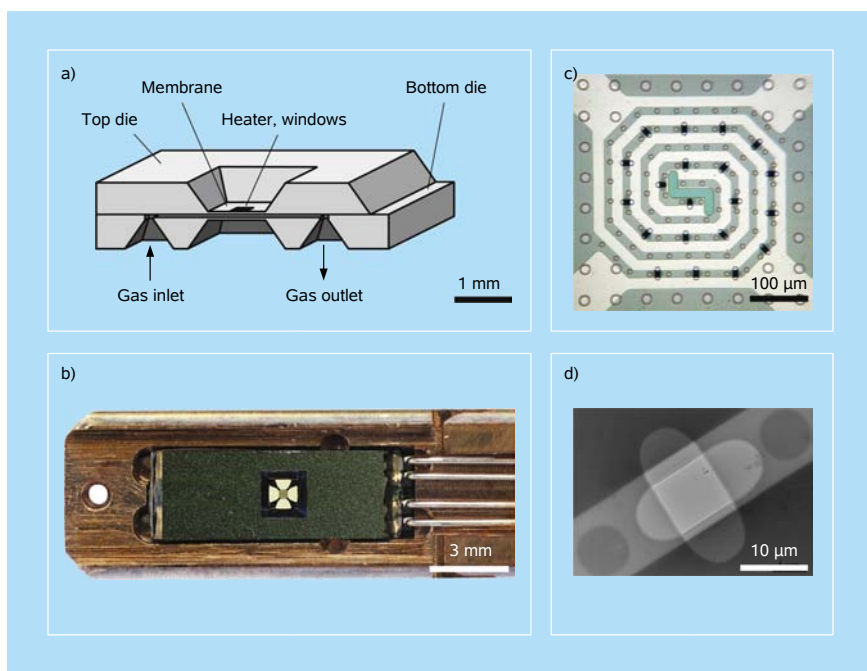 a)
Membrane
Bottom die
Top die
Heater, windows
Gas inlet
Gas outlet
1 mm
c)
100 µm
b)
3 mm
d)
10 µm